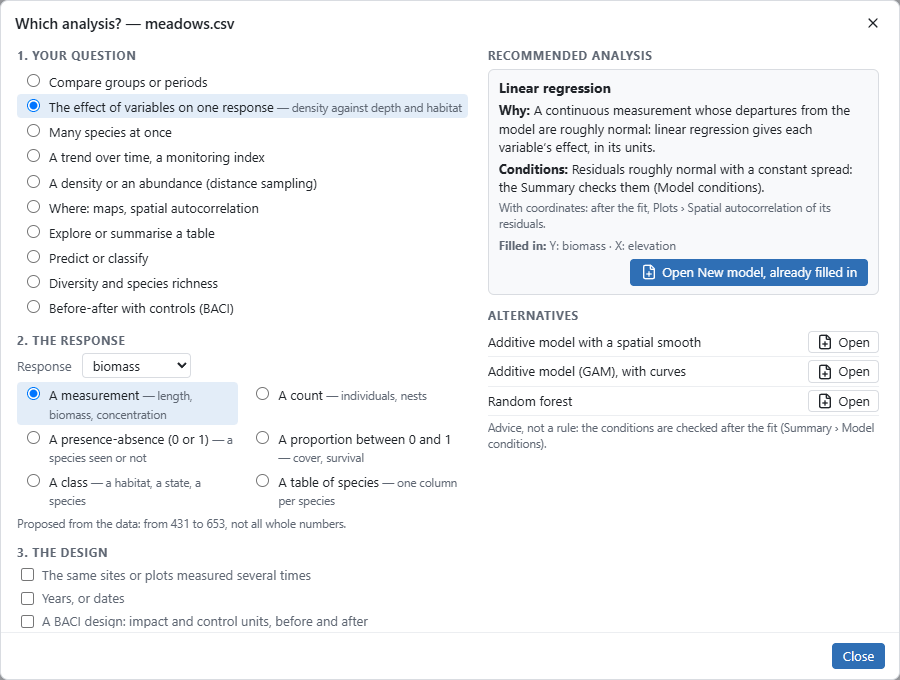 Which analysis? — meadows.csv
1. YOUR QUESTION
Compare groups or periods
The effect of variables on one response — density against depth and habitat
Many species at once
A trend over time, a monitoring index
A density or an abundance (distance sampling)
Where: maps, spatial autocorrelation
Explore or summarise a table
Predict or classify
Diversity and species richness
Before-after with controls (BACI)
2. THE RESPONSE
Response biomass
A measurement — length,
biomass, concentration
A count — individuals, nests
A presence-absence (0 or 1) — a
species seen or not
A proportion between 0 and 1
— cover, survival
A class — a habitat, a state, a
species
A table of species — one column
per species
Proposed from the data: from 431 to 653, not all whole numbers.
3. THE DESIGN
The same sites or plots measured several times
Years, or dates
A BACI design: impact and control units, before and after
RECOMMENDED ANALYSIS
Linear regression
Why: A continuous measurement whose departures from the
model are roughly normal: linear regression gives each
variable's effect, in its units.
Conditions: Residuals roughly normal with a constant spread:
the Summary checks them (Model conditions).
With coordinates: after the fit, Plots › Spatial autocorrelation of its
residuals.
Filled in: Y: biomass · X: elevation
Open New model, already filled in
ALTERNATIVES
Additive model with a spatial smooth Open
Additive model (GAM), with curves Open
Random forest Open
Advice, not a rule: the conditions are checked after the fit (Summary › Model
conditions).
Close